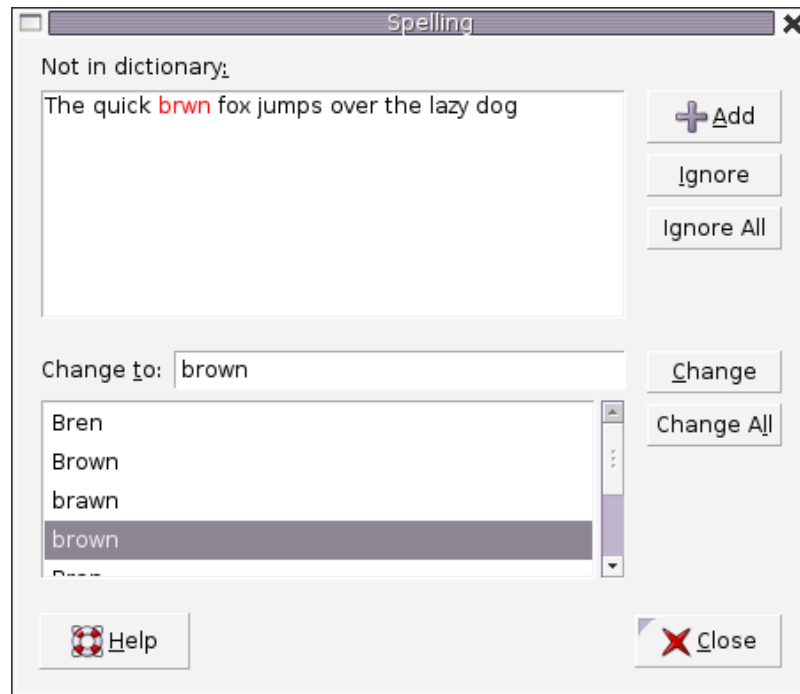 Spelling
Not in dictionary:
The quick brwn fox jumps over the lazy dog
Add
Ignore
Ignore All
Change to: brown
Change
Bren
Change All
Brown
brawn
brown
Help
Close